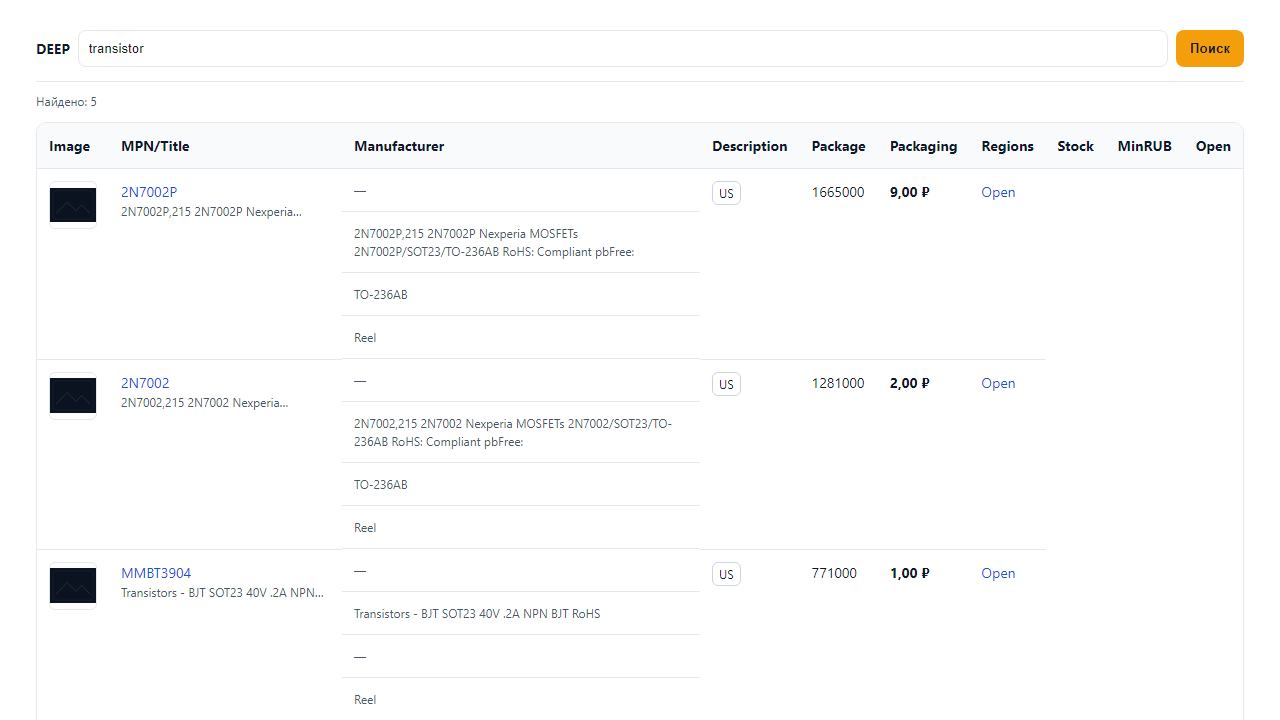 DEEP transistor Поиск
Найдено: 5
Image MPN/Title Manufacturer Description Package Packaging Regions Stock MinRUB Open
2N7002P — US 1665000 9,00 ₽ Open
2N7002P,215 2N7002P Nexperia...
2N7002P,215 2N7002P Nexperia MOSFETs
2N7002P/SOT23/TO-236AB RoHS: Compliant pbFree:
TO-236AB
Reel
2N7002 — US 1281000 2,00 ₽ Open
2N7002,215 2N7002 Nexperia...
2N7002,215 2N7002 Nexperia MOSFETs 2N7002/SOT23/TO-
236AB RoHS: Compliant pbFree:
TO-236AB
Reel
MMBT3904 — US 771000 1,00 ₽ Open
Transistors - BJT SOT23 40V .2A NPN...
Transistors - BJT SOT23 40V .2A NPN BJT RoHS
—
Reel